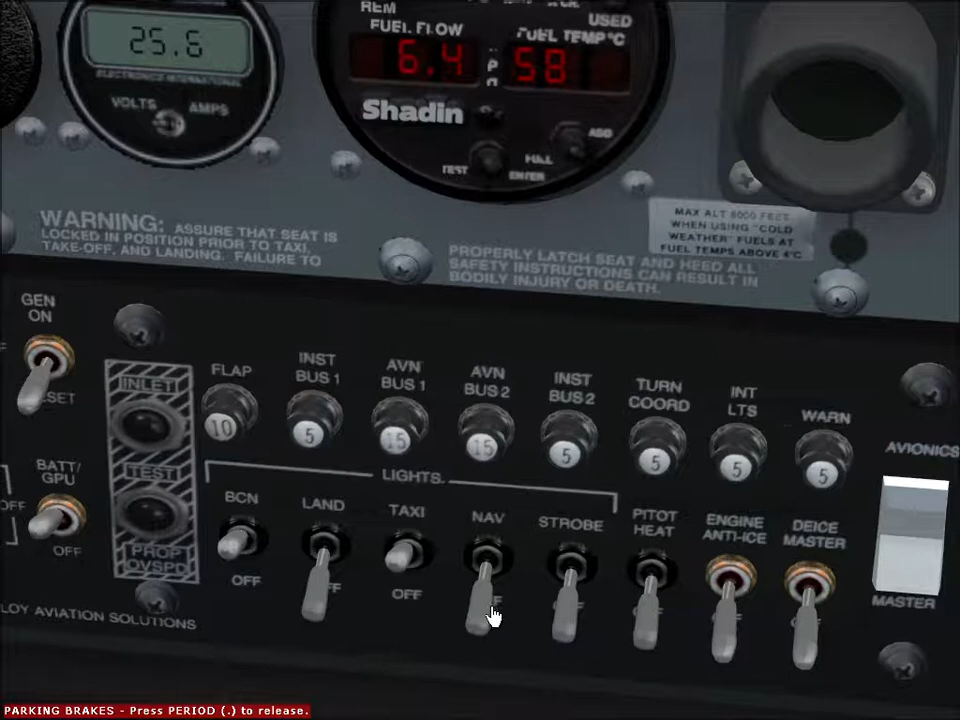 REM
USED
FUEL FLOW
FUEL TEMP°C
25.6
6.4
P
58
ELECTRONICS INTERNATIONAL
VOLTS
AMPS
Shadin
ADD
TEST
FULL
ENTER
WARNING: ASSURE THAT SEAT IS
LOCKED IN POSITION PRIOR TO TAXI,
TAKE-OFF, AND LANDING. FAILURE TO
PROPERLY LATCH SEAT AND HEED ALL
SAFETY INSTRUCTIONS CAN RESULT IN
BODILY INJURY OR DEATH.
MAX ALT 8000 FEET
WHEN USING "COLD
WEATHER" FUELS AT
FUEL TEMPS ABOVE 4°C
GEN
ON
ESET
INLET
TEST
PROP
OVSPD
FLAP
INST
BUS 1
AVN
BUS 1
AVN
BUS 2
INST
BUS 2
TURN
COORD
INT
LTS
WARN
10
5
15
15
5
5
5
5
AVIONICS
MASTER
BATT/
GPU
OFF
OFF
LIGHTS
BCN
LAND
TAXI
NAV
STROBE
PITOT
HEAT
ENGINE
ANTI-ICE
DEICE
MASTER
OFF
OFF
LOY AVIATION SOLUTIONS
PARKING BRAKES - Press PERIOD (.) to release.